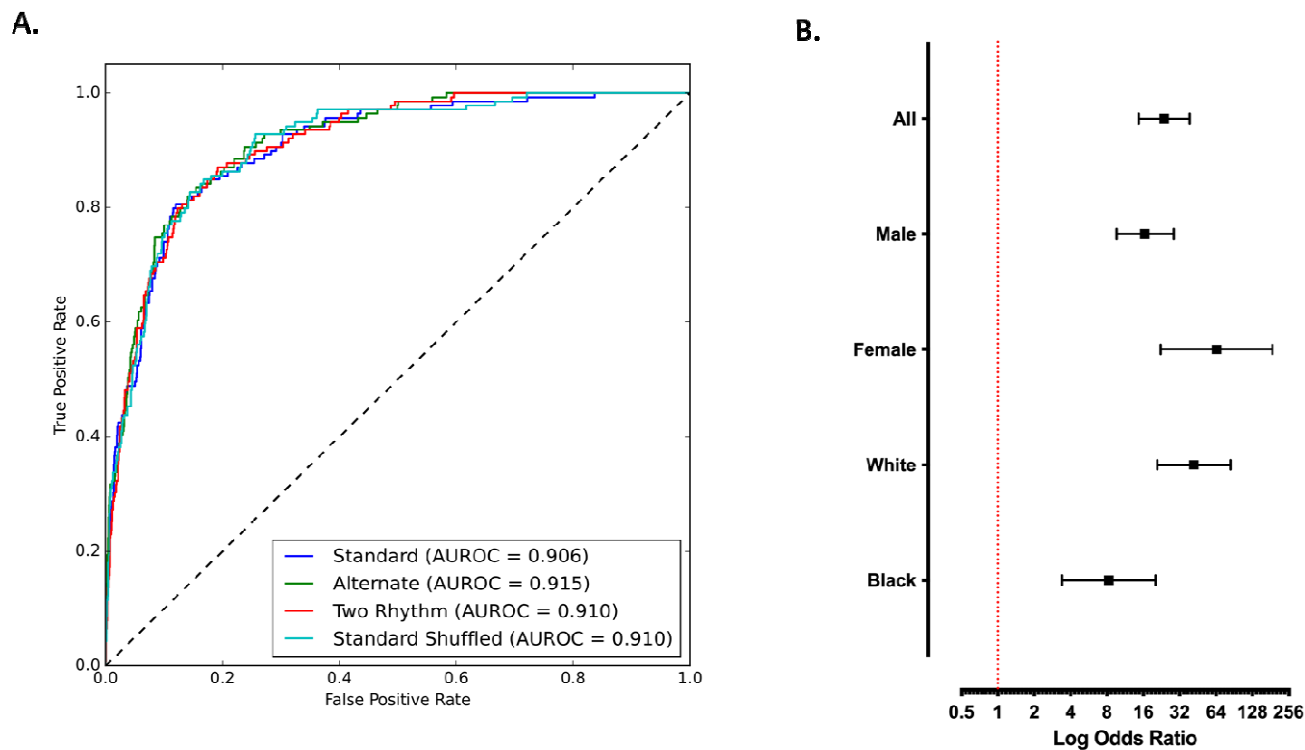 A.
1.0
0.8
0.6
0.4
0.2
0.0
True Positive Rate
0.0 0.2 0.4 0.6 0.8 1.0
False Positive Rate
Standard (AUROC = 0.906)
Alternate (AUROC = 0.915)
Two Rhythm (AUROC = 0.910)
Standard Shuffled (AUROC = 0.910)
B.
All
Male
Female
White
Black
0.5 1 2 4 8 16 32 64 128 256
Log Odds Ratio